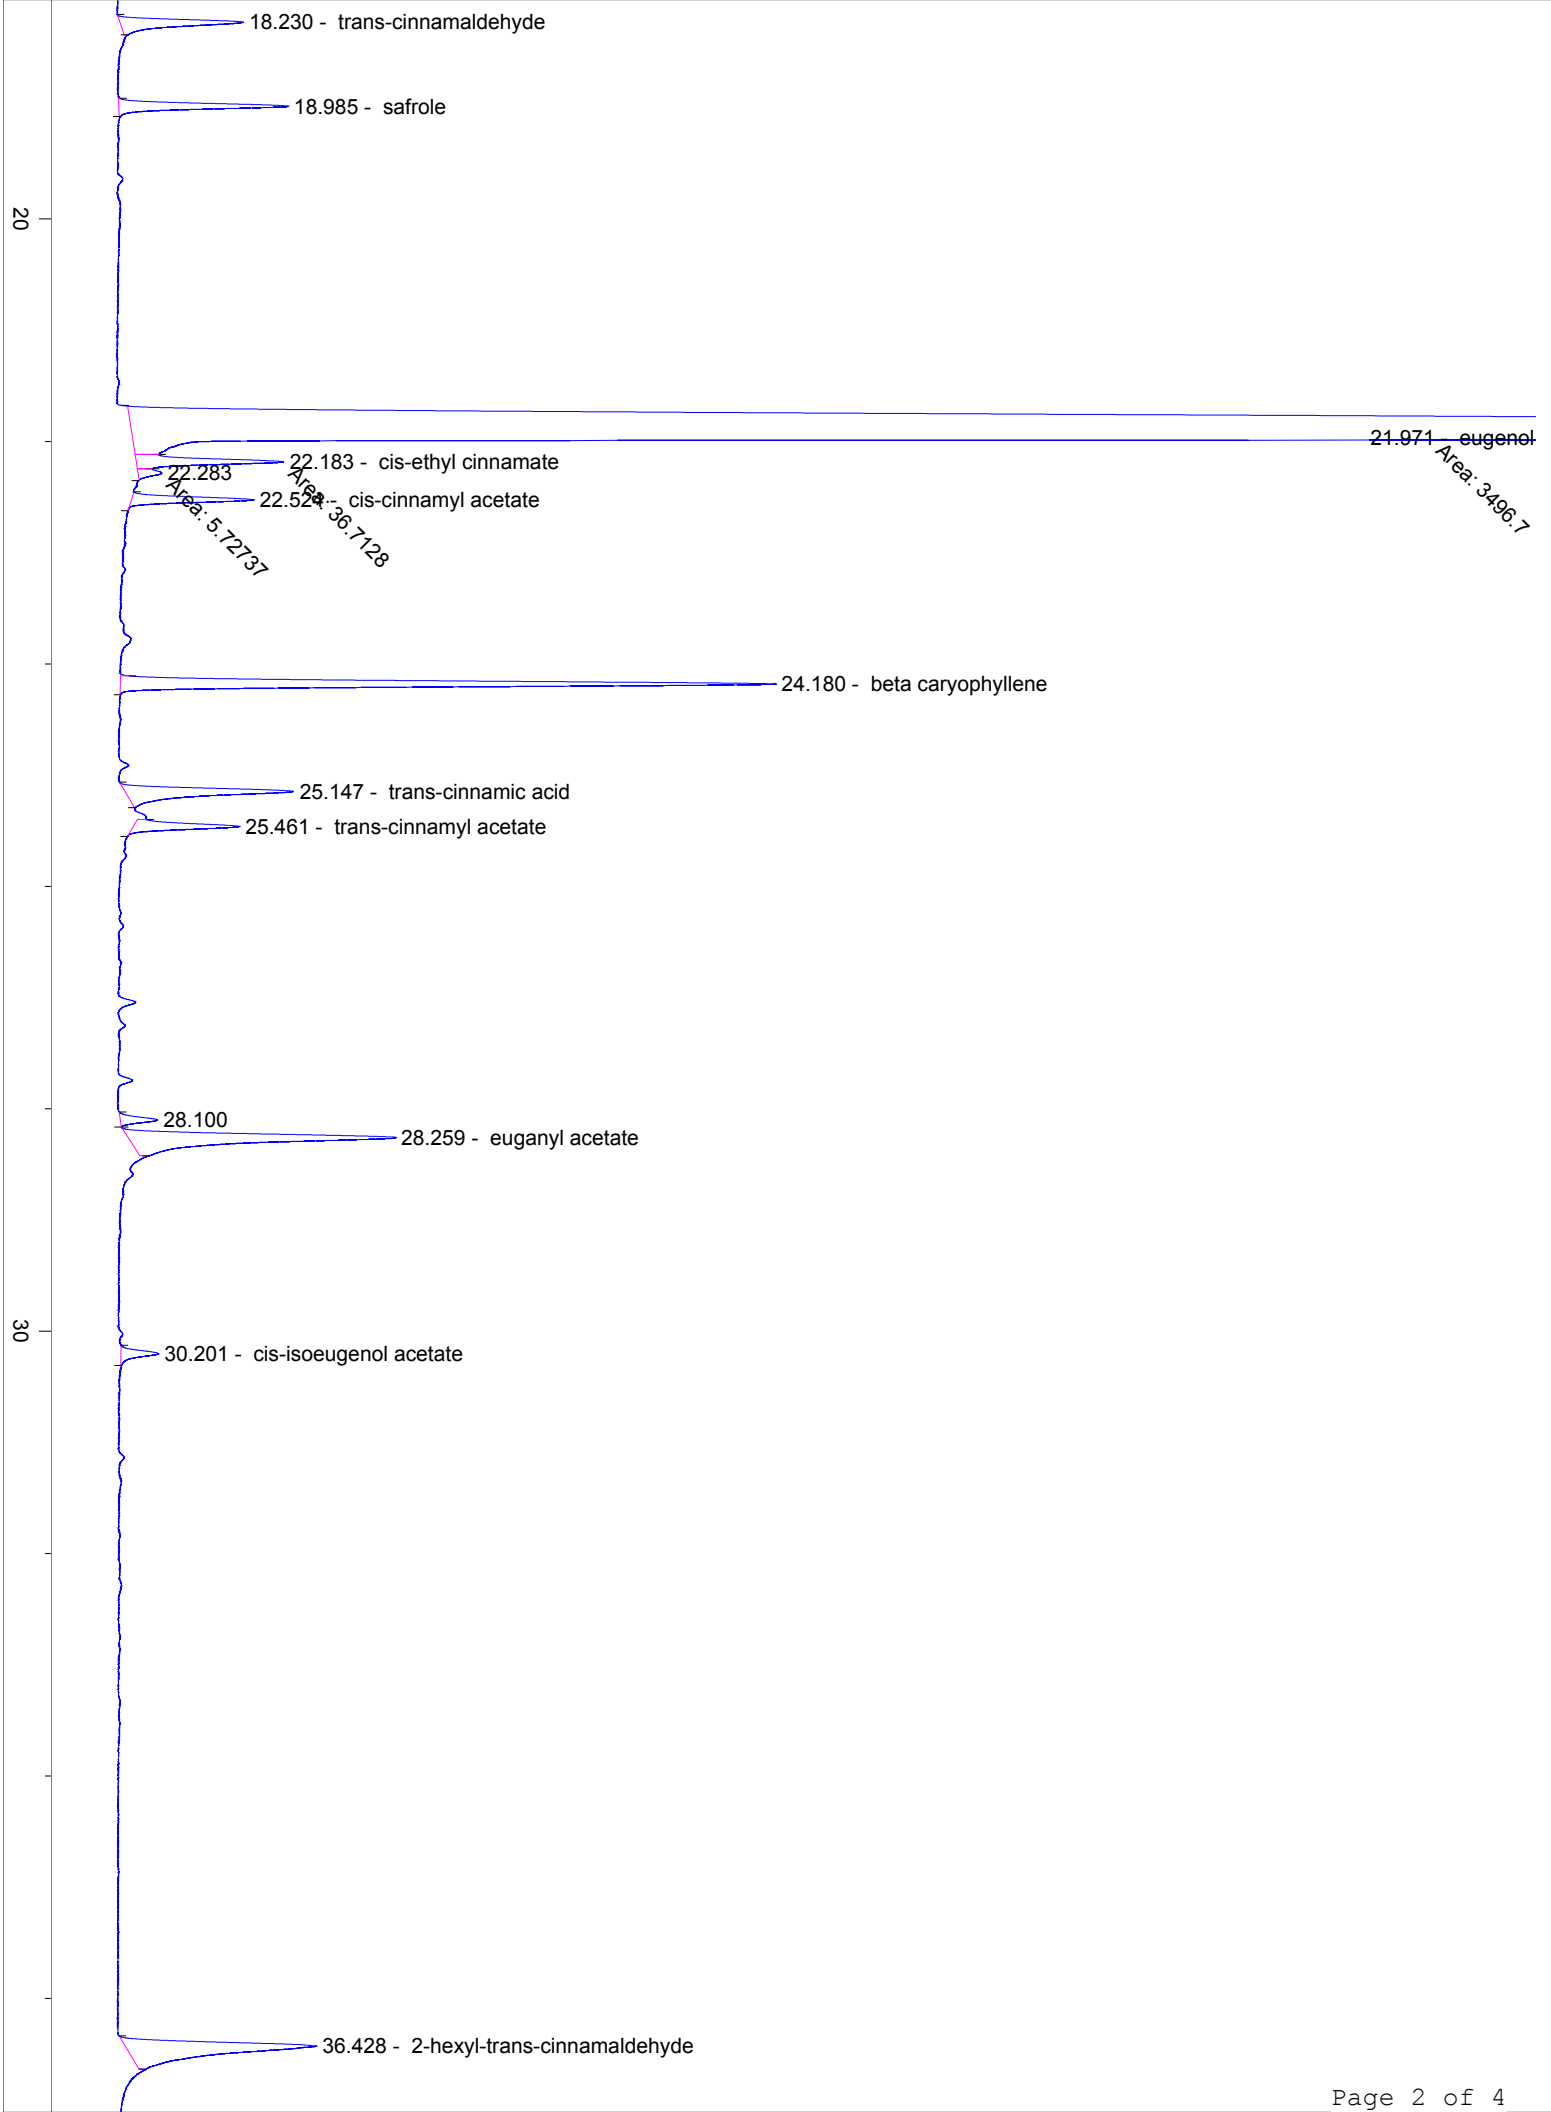 18.230 - trans-cinnamaldehyde
18.985 - safrole
20
21.971 - eugenol
Area: 3496.7
22.183 - cis-ethyl cinnamate
Area: 36.7128
22.283
Area: 5.72737
22.524 - cis-cinnamyl acetate
24.180 - beta caryophyllene
25.147 - trans-cinnamic acid
25.461 - trans-cinnamyl acetate
28.100
28.259 - euganyl acetate
30
30.201 - cis-isoeugenol acetate
36.428 - 2-hexyl-trans-cinnamaldehyde
Page 2 of 4